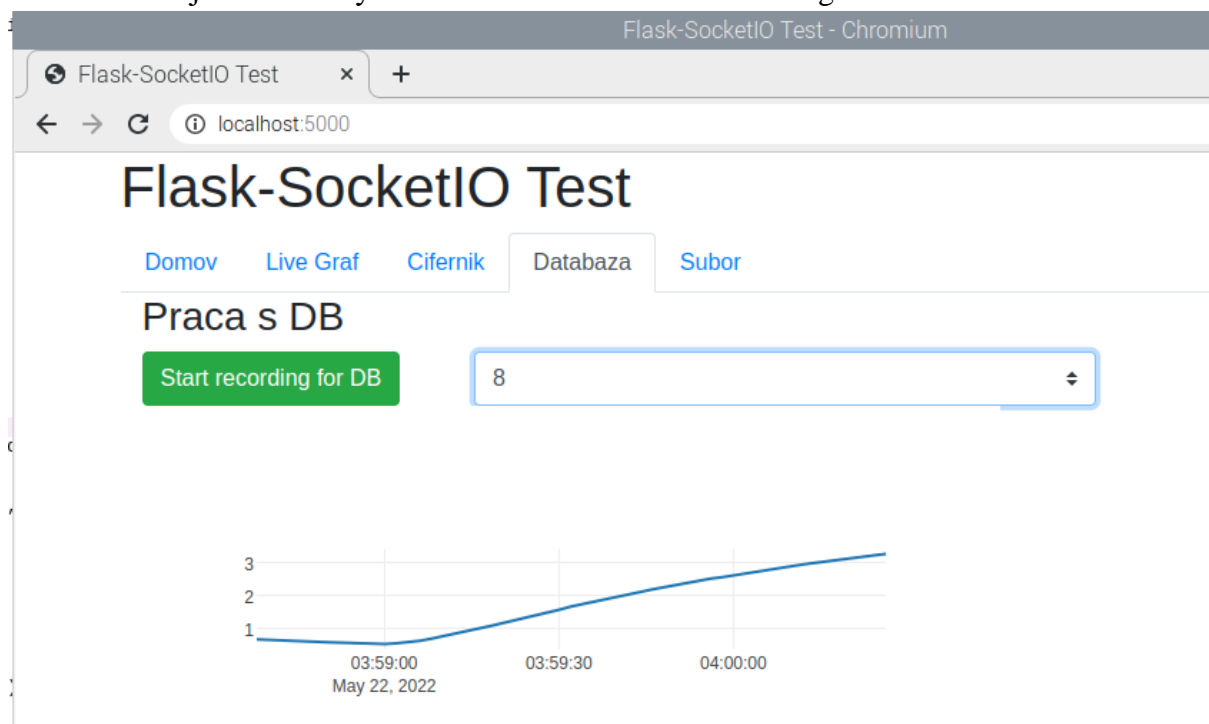 Flask-SocketIO Test - Chromium
Flask-SocketIO Test × +
localhost:5000
Flask-SocketIO Test
Domov Live Graf Cifernik Databaza Subor
Praca s DB
Start recording for DB 8
3
2
1
03:59:00 03:59:30 04:00:00
May 22, 2022